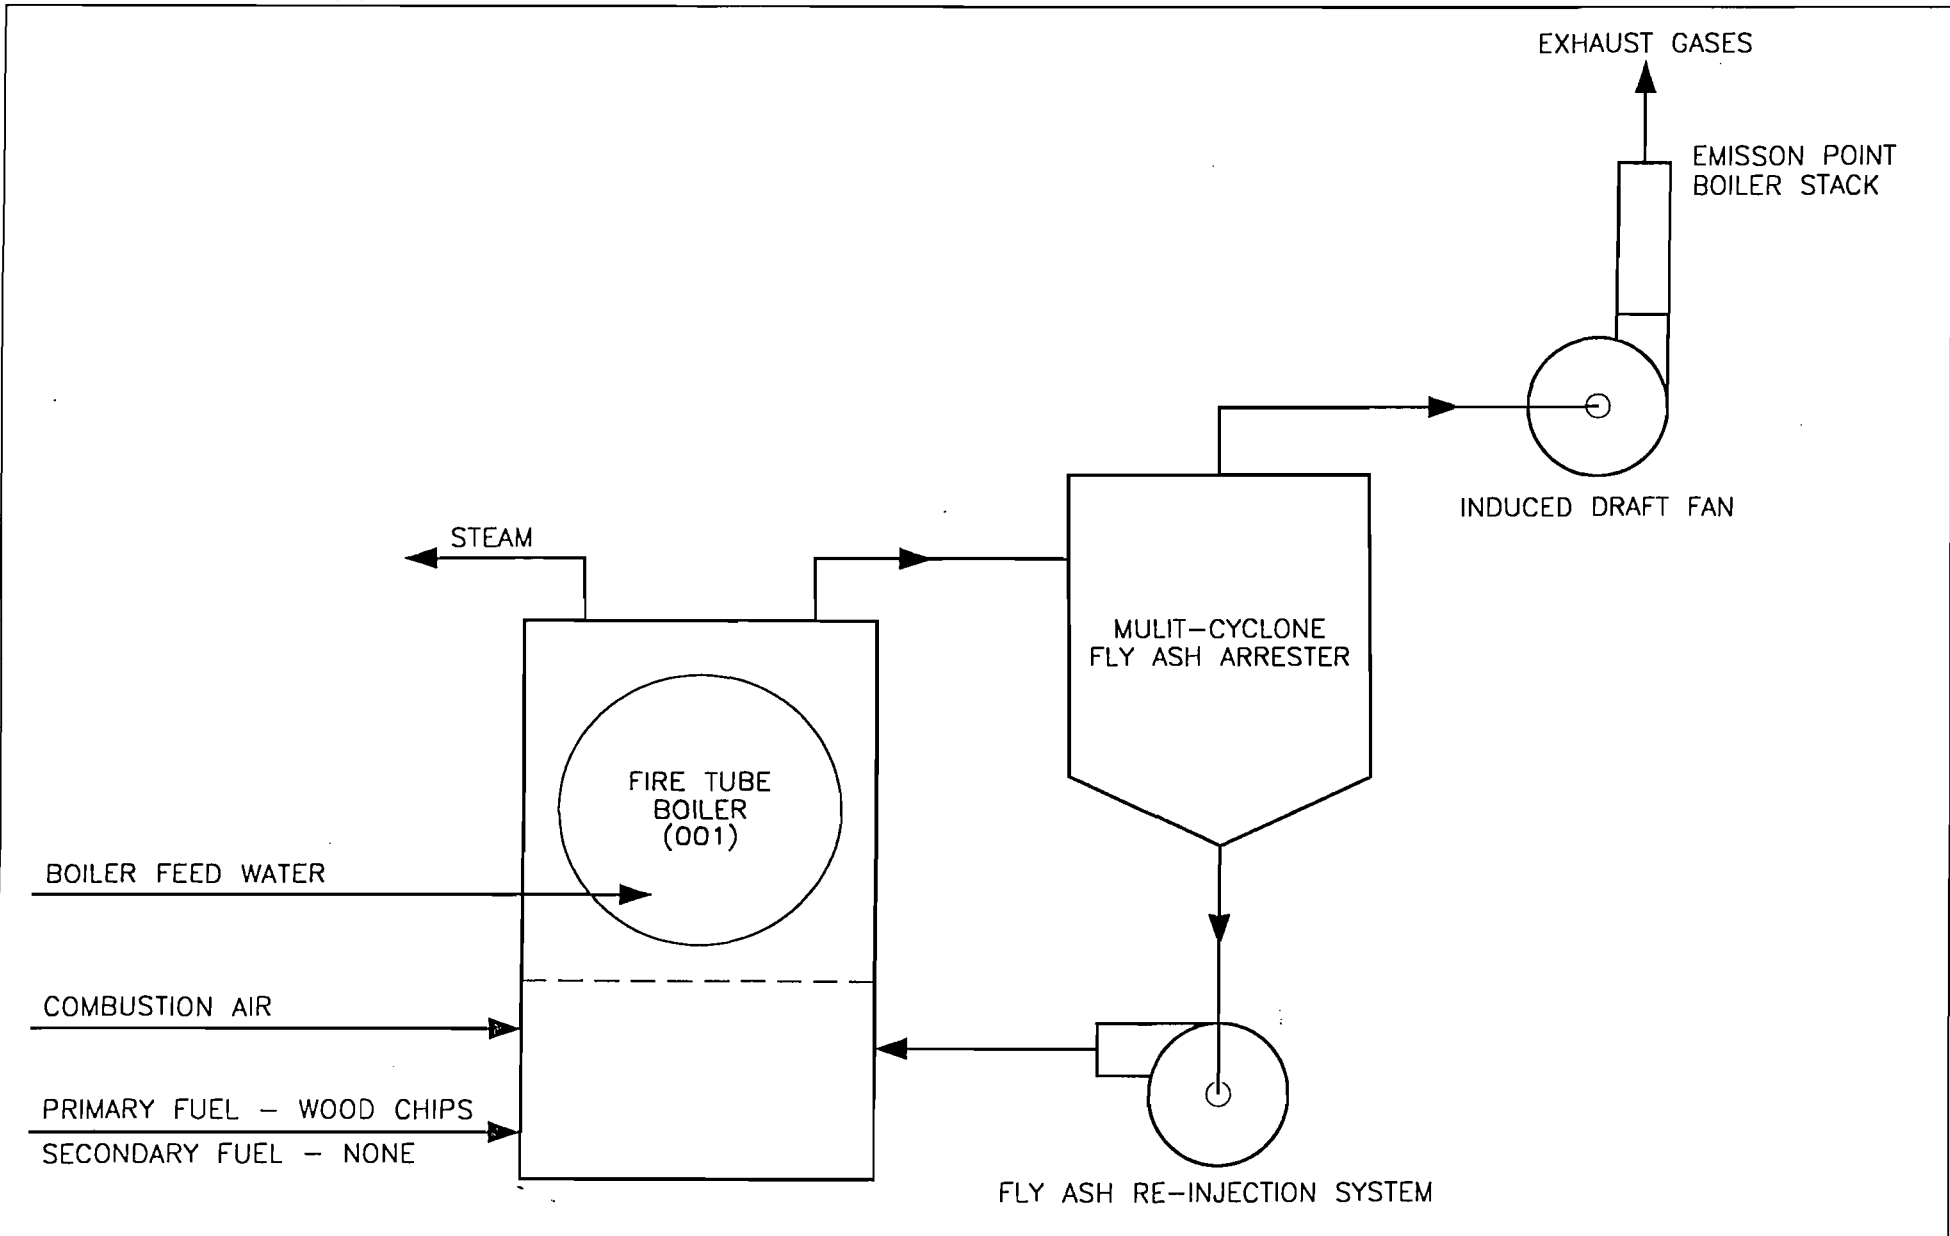 EXHAUST GASES
EMISSON POINT
BOILER STACK
INDUCED DRAFT FAN
STEAM
MULIT-CYCLONE
FLY ASH ARRESTER
FIRE TUBE
BOILER
(001)
BOILER FEED WATER
COMBUSTION AIR
PRIMARY FUEL - WOOD CHIPS
SECONDARY FUEL - NONE
FLY ASH RE-INJECTION SYSTEM